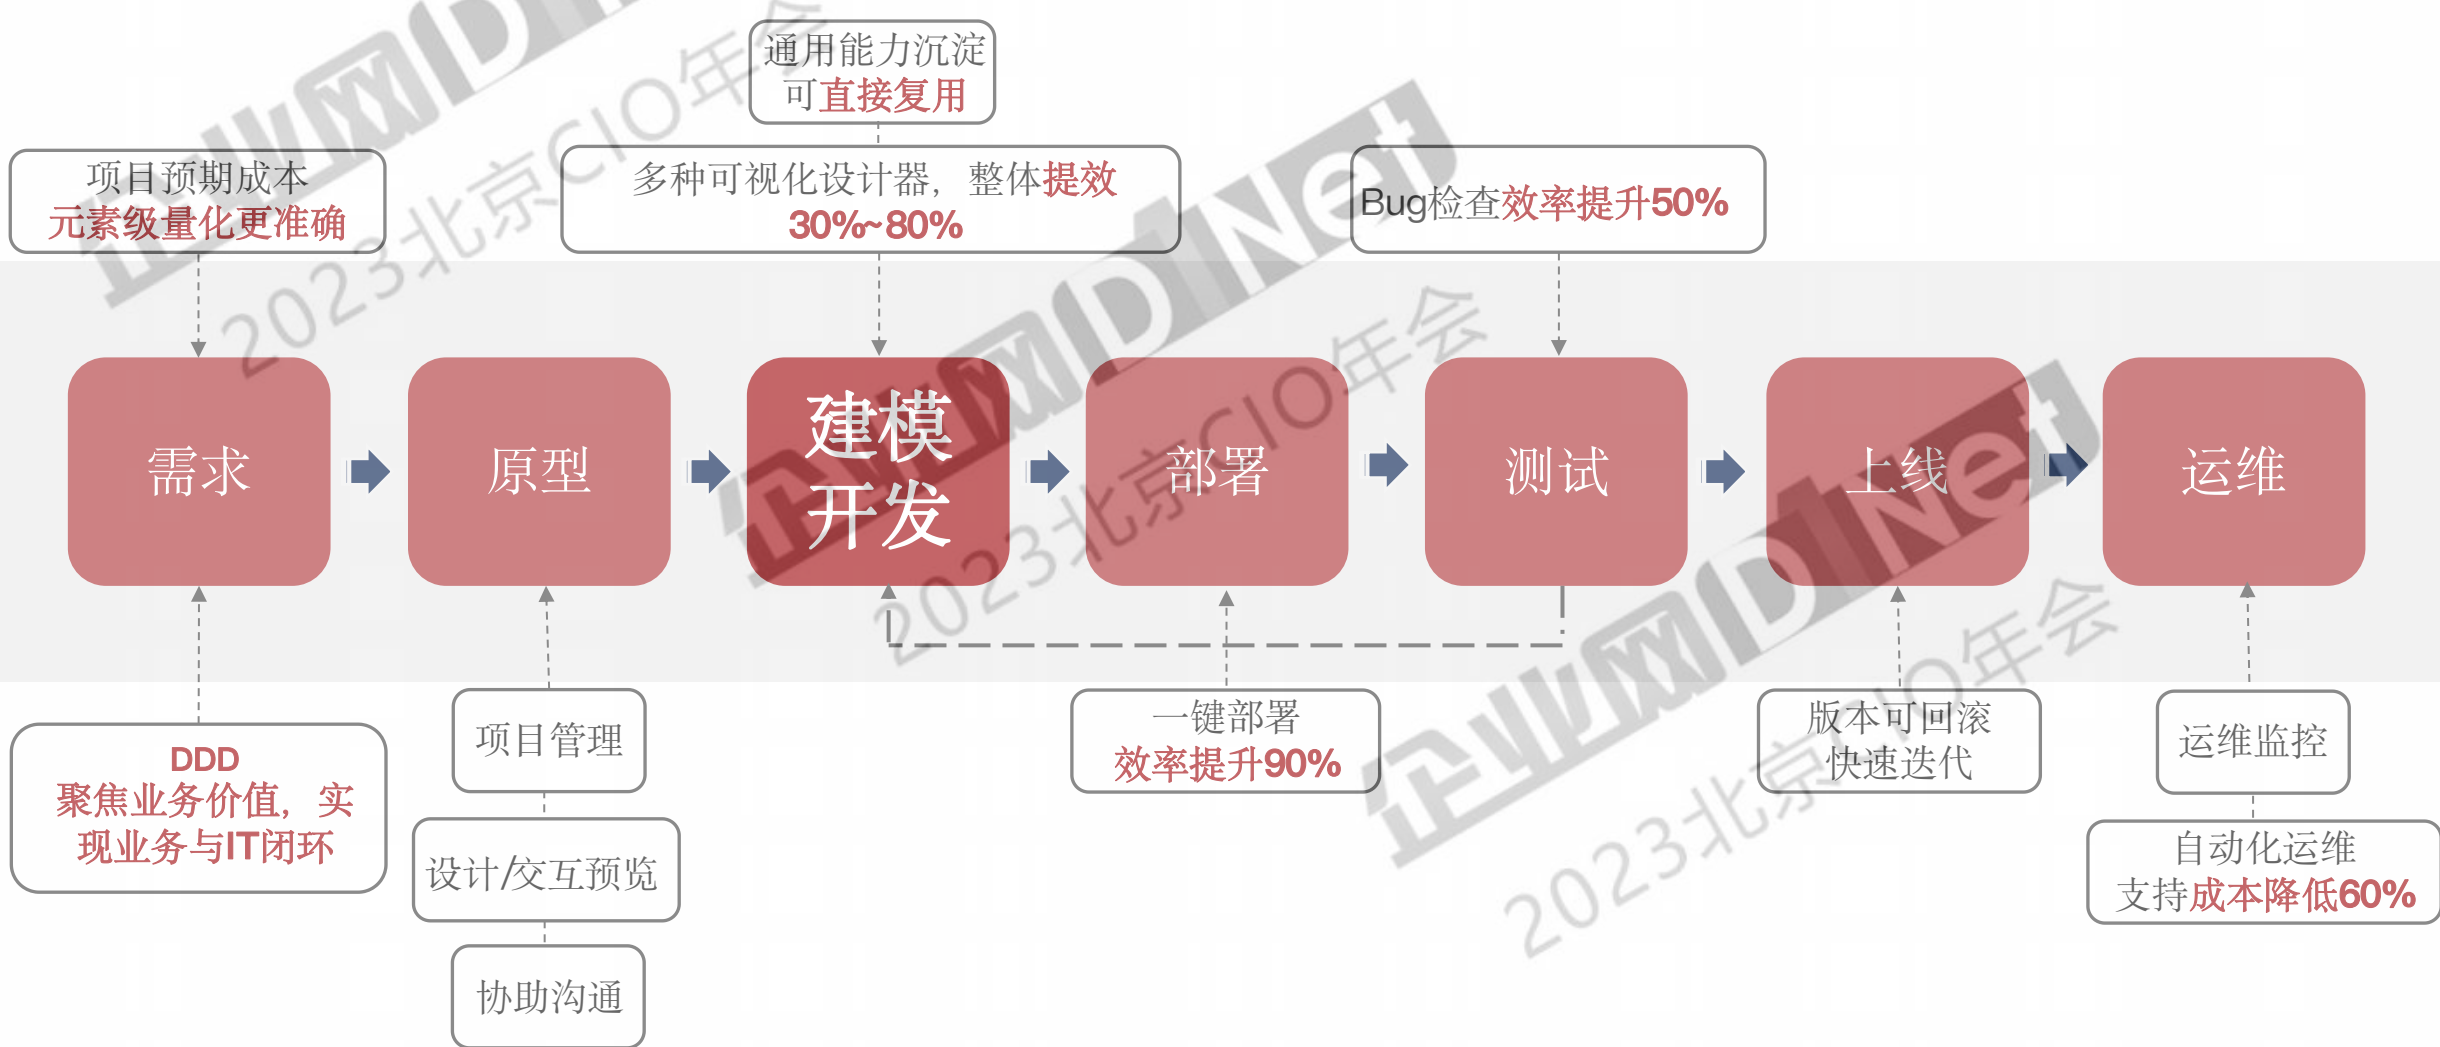 通用能力沉淀
可直接复用
项目预期成本
元素级量化更准确
多种可视化设计器，整体提效
30%~80%
Bug检查效率提升50%
需求
原型
建模
开发
部署
测试
上线
运维
DDD
聚焦业务价值，实
现业务与IT闭环
项目管理
设计/交互预览
协助沟通
一键部署
效率提升90%
版本可回滚
快速迭代
运维监控
自动化运维
支持成本降低60%
企业网D1Net
2023北京CIO年会
企业网D1Net
2023北京CIO年会
企业网D1Net
2023北京CIO年会